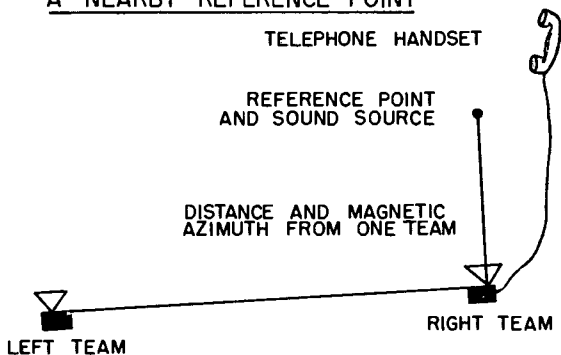 A NEARBY REFERENCE POINT
TELEPHONE HANDSET
REFERENCE POINT
AND SOUND SOURCE
DISTANCE AND MAGNETIC
AZIMUTH FROM ONE TEAM
RIGHT TEAM
LEFT TEAM